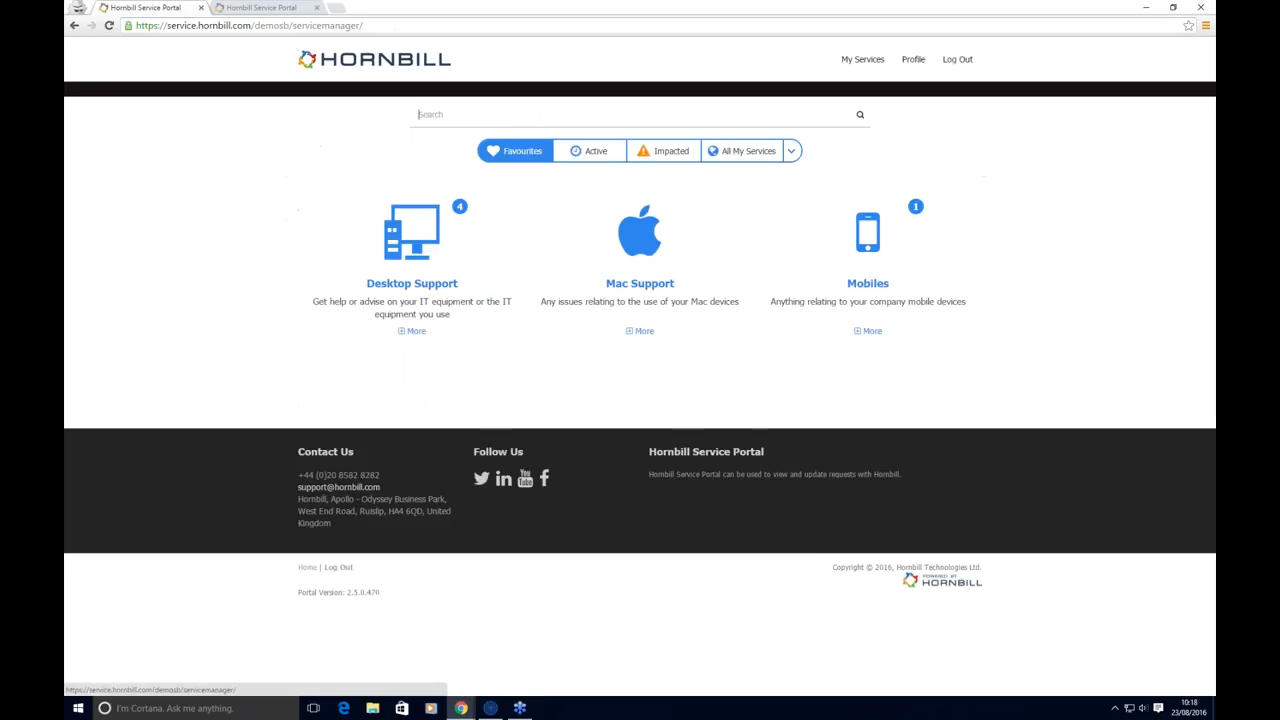 Hornbill Service Portal
Hornbill Service Portal
https://service.hornbill.com/demosb/servicemanager/
HORNBILL
My Services
Profile
Log Out
Search
Favourites
Active
Impacted
All My Services
4
1
Desktop Support
Get help or advise on your IT equipment or the IT
equipment you use
More
Mac Support
Any issues relating to the use of your Mac devices
More
Mobiles
Anything relating to your company mobile devices
More
Contact Us
+44 (0)20 8582 8282
support@hornbill.com
Hornbill, Apollo - Odyssey Business Park,
West End Road, Ruislip, HA4 6QD, United
Kingdom
Follow Us
You
Tube
Hornbill Service Portal
Hornbill Service Portal can be used to view and update requests with Hornbill.
Home | Log Out
Copyright © 2016, Hornbill Technologies Ltd.
POWERED BY
HORNBILL
Portal Version: 2.5.0.470
https://service.hornbill.com/demosb/servicemanager/
I'm Cortana. Ask me anything.
10:18
23/08/2016